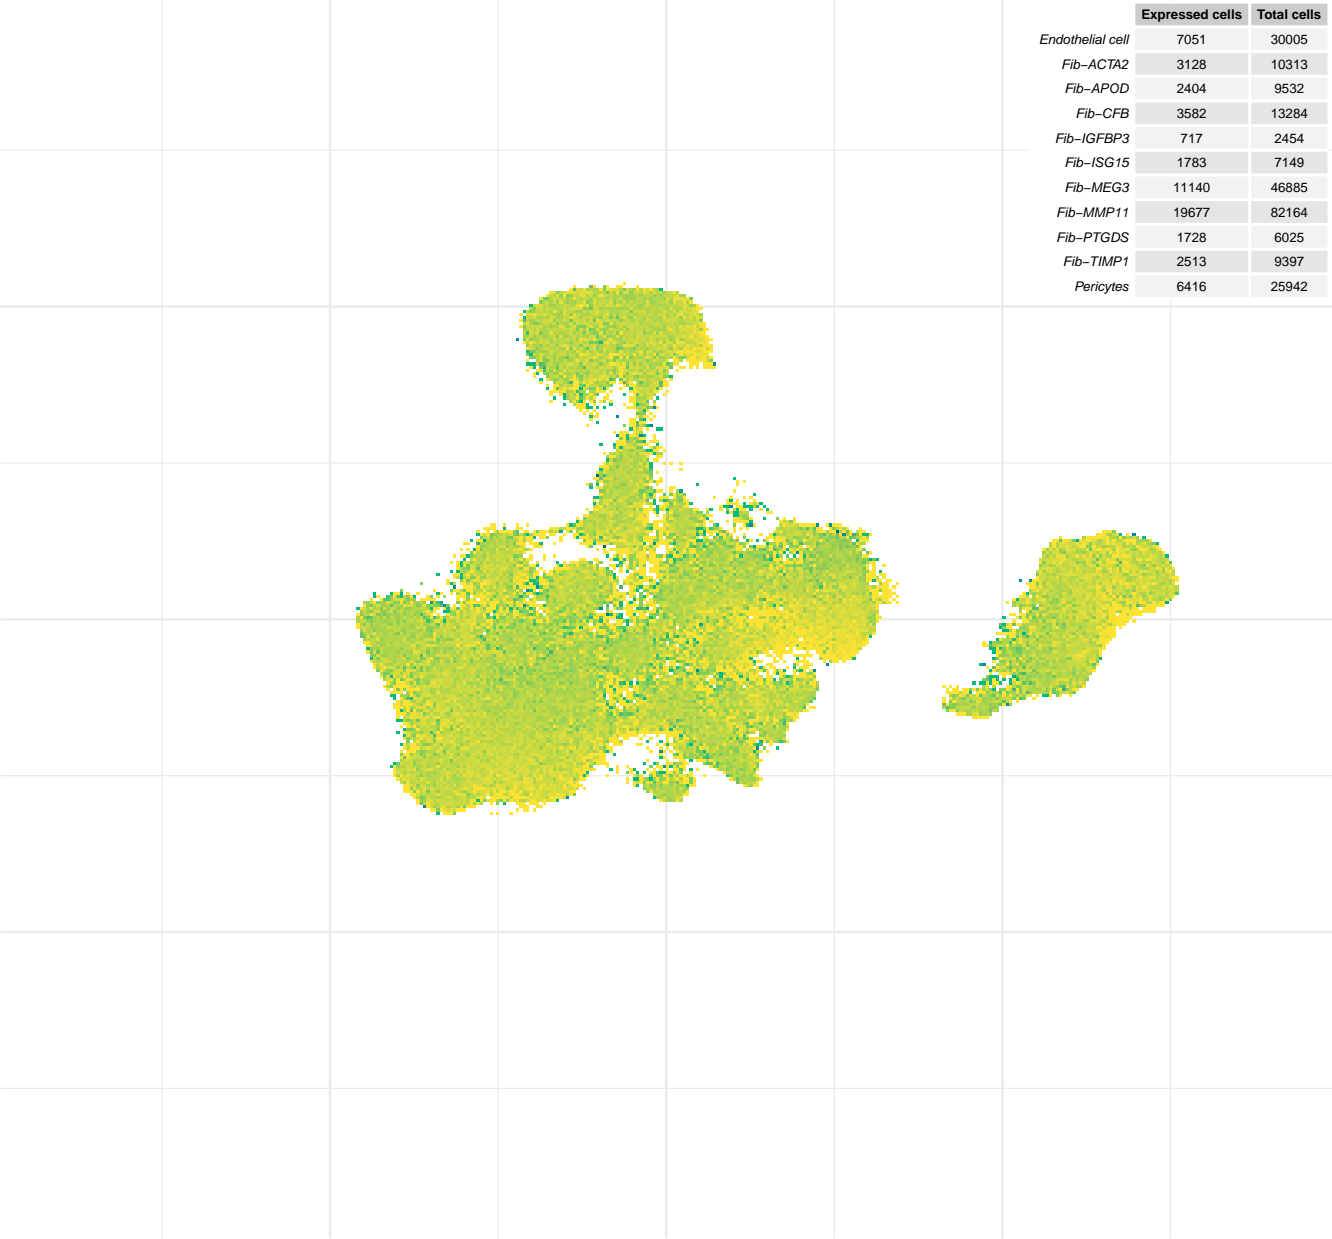 Expressed cells Total cells
Endothelial cell 7051 30005
Fib−ACTA2 3128 10313
Fib−APOD 2404 9532
Fib−CFB 3582 13284
Fib−IGFBP3 717 2454
Fib−ISG15 1783 7149
Fib−MEG3 11140 46885
Fib−MMP11 19677 82164
Fib−PTGDS 1728 6025
Fib−TIMP1 2513 9397
Pericytes 6416 25942